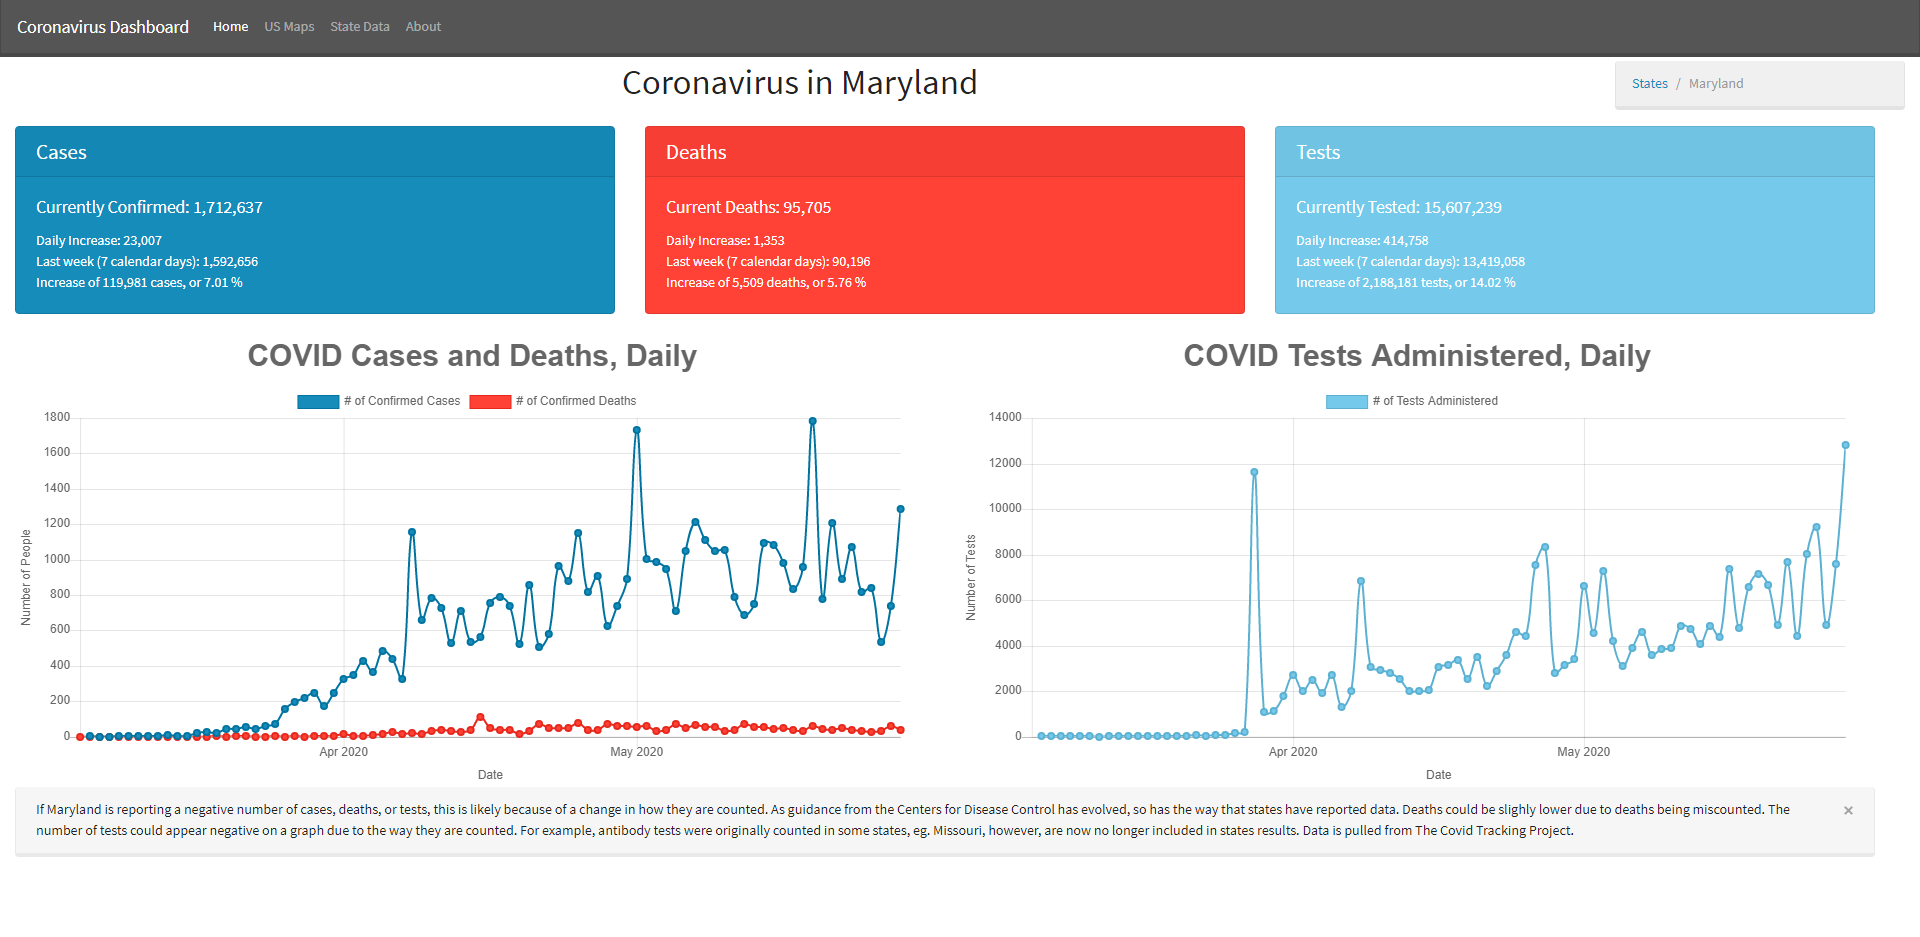 Coronavirus Dashboard Home US Maps State Data About
Coronavirus in Maryland
States / Maryland
Cases
Currently Confirmed: 1,712,637
Daily Increase: 23,007
Last week (7 calendar days): 1,592,656
Increase of 119,981 cases, or 7.01 %
Deaths
Current Deaths: 95,705
Daily Increase: 1,353
Last week (7 calendar days): 90,196
Increase of 5,509 deaths, or 5.76 %
Tests
Currently Tested: 15,607,239
Daily Increase: 414,758
Last week (7 calendar days): 13,419,058
Increase of 2,188,181 tests, or 14.02 %
COVID Cases and Deaths, Daily
# of Confirmed Cases # of Confirmed Deaths
1800
1600
1400
1200
1000
800
600
400
200
0
Number of People
Apr 2020 May 2020
Date
COVID Tests Administered, Daily
# of Tests Administered
14000
12000
10000
8000
6000
4000
2000
0
Number of Tests
Apr 2020 May 2020
Date
If Maryland is reporting a negative number of cases, deaths, or tests, this is likely because of a change in how they are counted. As guidance from the Centers for Disease Control has evolved, so has the way that states have reported data. Deaths could be slighly lower due to deaths being miscounted. The
number of tests could appear negative on a graph due to the way they are counted. For example, antibody tests were originally counted in some states, eg. Missouri, however, are now no longer included in states results. Data is pulled from The Covid Tracking Project.
×